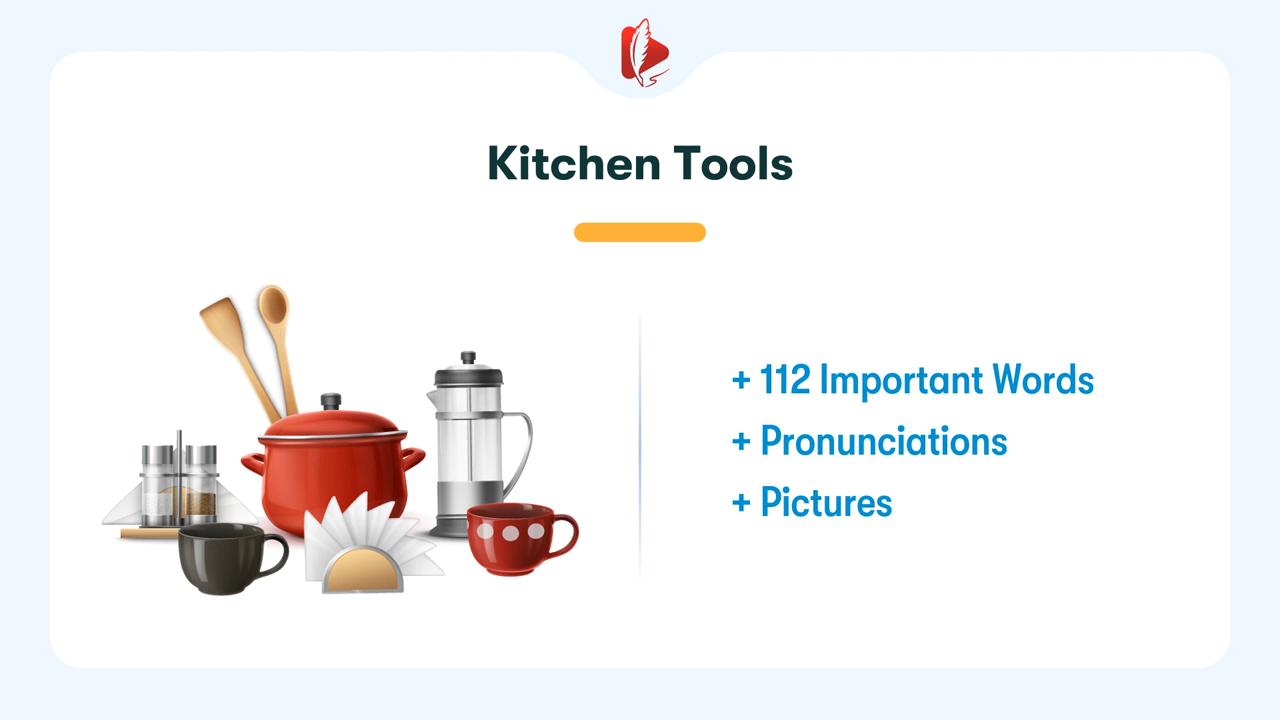 Kitchen Tools
+ 112 Important Words
+ Pronunciations
+ Pictures